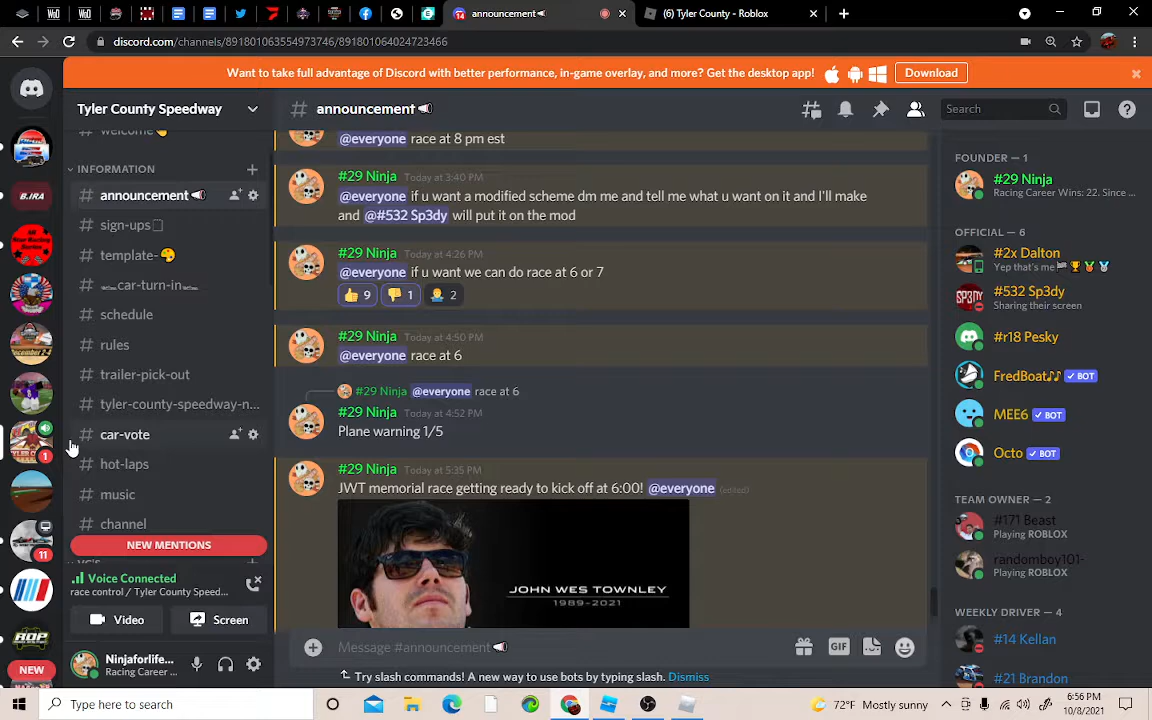 announcement
(6) Tyler County - Roblox
discord.com/channels/891801063554973746/891801064024723466
Want to take full advantage of Discord with better performance, in-game overlay, and more? Get the desktop app!
Download
Tyler County Speedway
# announcement
Search
# welcome
INFORMATION
# announcement
# sign-ups
# template-
# car-turn-in
# schedule
# rules
# trailer-pick-out
# tyler-county-speedway-n...
# car-vote
# hot-laps
# music
# channel
NEW MENTIONS
Voice Connected
race control / Tyler County Speed...
Video
Screen
Ninjaforlife...
Racing Career ...
B.IRA
1
11
NEW
@everyone race at 8 pm est
#29 Ninja Today at 3:40 PM
@everyone if u want a modified scheme dm me and tell me what u want on it and I'll make
and @#532 Sp3dy will put it on the mod
#29 Ninja Today at 4:26 PM
@everyone if u want we can do race at 6 or 7
9 1 2
#29 Ninja Today at 4:50 PM
@everyone race at 6
#29 Ninja @everyone race at 6
#29 Ninja Today at 4:52 PM
Plane warning 1/5
#29 Ninja Today at 5:35 PM
JWT memorial race getting ready to kick off at 6:00! @everyone (edited)
JOHN WES TOWNLEY
1989-2021
Message #announcement
GIF
Try slash commands! A new way to use bots by typing slash. Dismiss
FOUNDER — 1
#29 Ninja
Racing Career Wins: 22. Since ...
OFFICIAL — 6
#2x Dalton
Yep that's me
#532 Sp3dy
Sharing their screen
#r18 Pesky
FredBoat♪♪ ✓ BOT
MEE6 ✓ BOT
Octo ✓ BOT
TEAM OWNER — 2
#171 Beast
Playing ROBLOX
randomboy101-
Playing ROBLOX
WEEKLY DRIVER — 4
#14 Kellan
#21 Brandon
Type here to search
72°F Mostly sunny
6:56 PM
10/8/2021